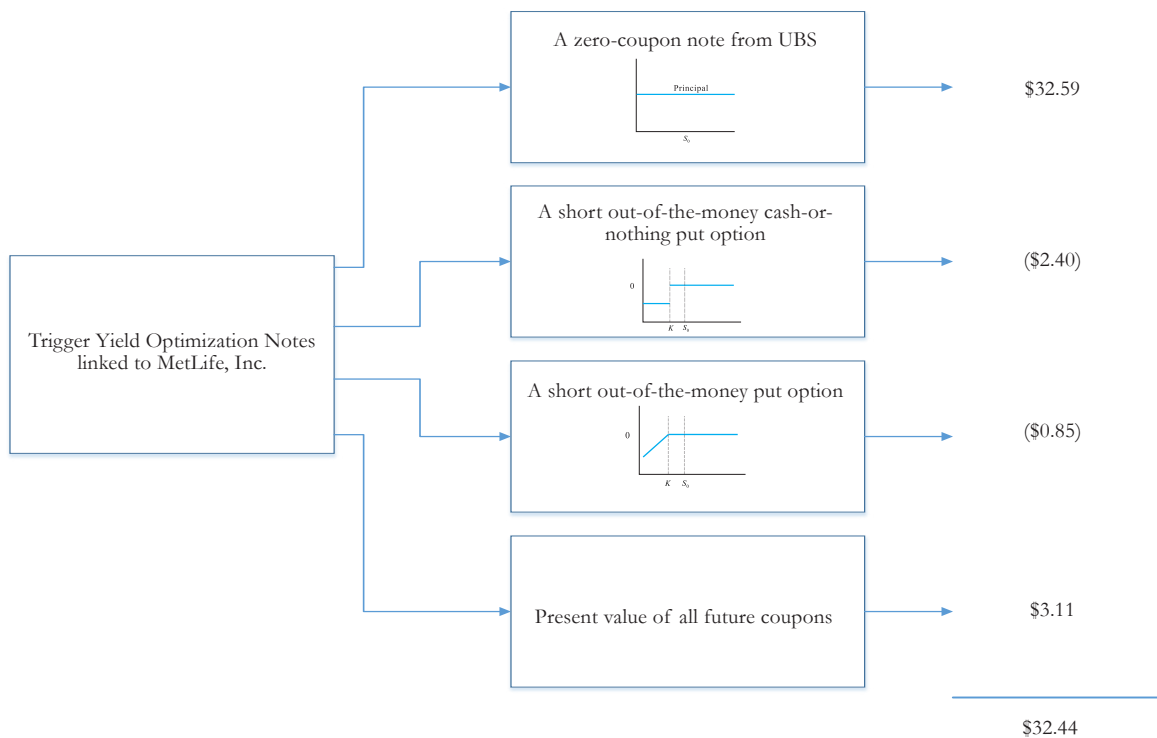 A zero-coupon note from UBS
Principal
S₀
$32.59
A short out-of-the-money cash-or-
nothing put option
0
K S₀
($2.40)
Trigger Yield Optimization Notes
linked to MetLife, Inc.
A short out-of-the-money put option
0
K S₀
($0.85)
Present value of all future coupons
$3.11
$32.44